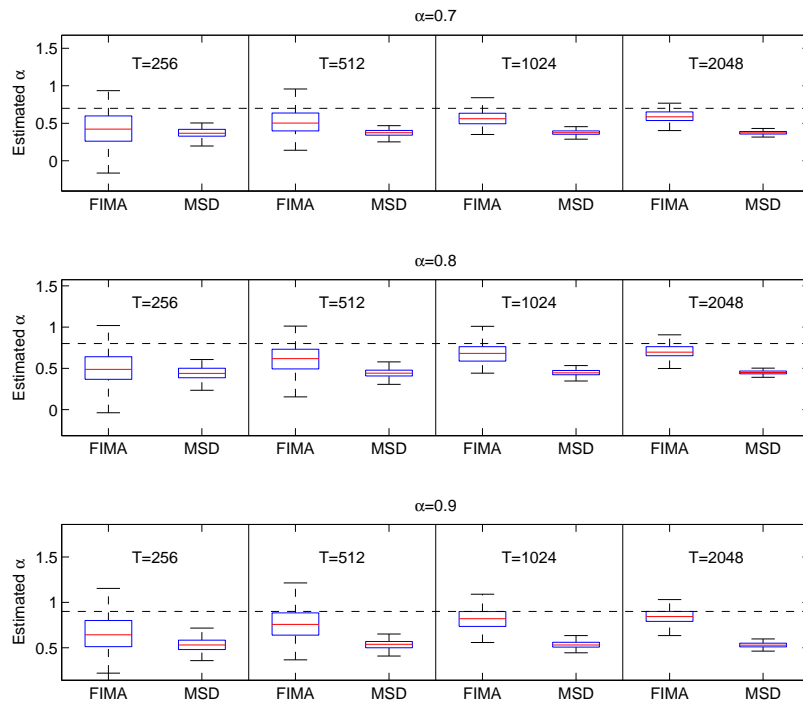 α=0.7
1.5
1
0.5
0
Estimated α
T=256
T=512
T=1024
T=2048
FIMA MSD FIMA MSD FIMA MSD FIMA MSD
α=0.8
1.5
1
0.5
0
Estimated α
T=256
T=512
T=1024
T=2048
FIMA MSD FIMA MSD FIMA MSD FIMA MSD
α=0.9
1.5
1
0.5
Estimated α
T=256
T=512
T=1024
T=2048
FIMA MSD FIMA MSD FIMA MSD FIMA MSD